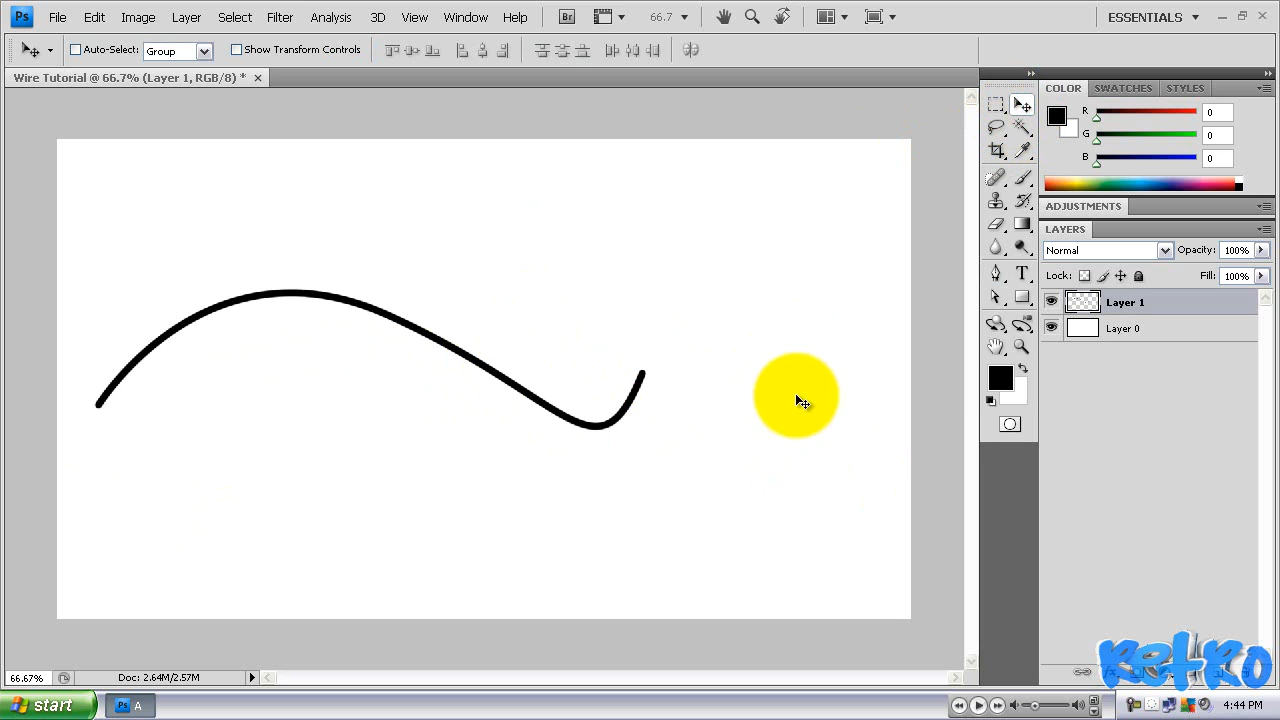 Ps File Edit Image Layer Select Filter Analysis 3D View Window Help Br 66.7 ESSENTIALS
Auto-Select: Group Show Transform Controls
Wire Tutorial @ 66.7% (Layer 1, RGB/8) *
COLOR SWATCHES STYLES
R 0
G 0
B 0
ADJUSTMENTS
LAYERS
Normal Opacity: 100%
Lock: Fill: 100%
Layer 1
Layer 0
T
retro
66.67% Doc: 2.64M/2.57M
start Ps A 4:44 PM